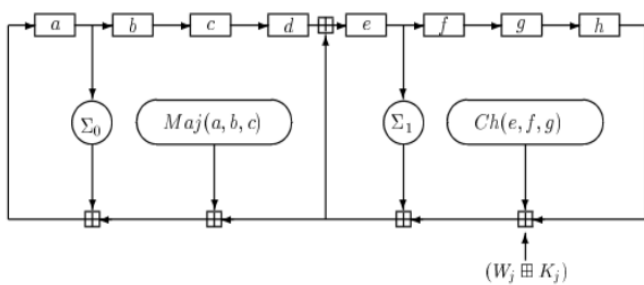 a b c d ⊞ e f g h
Σ₀ Maj(a, b, c) Σ₁ Ch(e, f, g)
⊞ ⊞ ⊞ ⊞
(Wⱼ ⊞ Kⱼ)